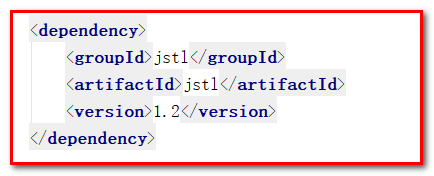 <dependency>
<groupId>jstl</groupId>
<artifactId>jstl</artifactId>
<version>1.2</version>
</dependency>